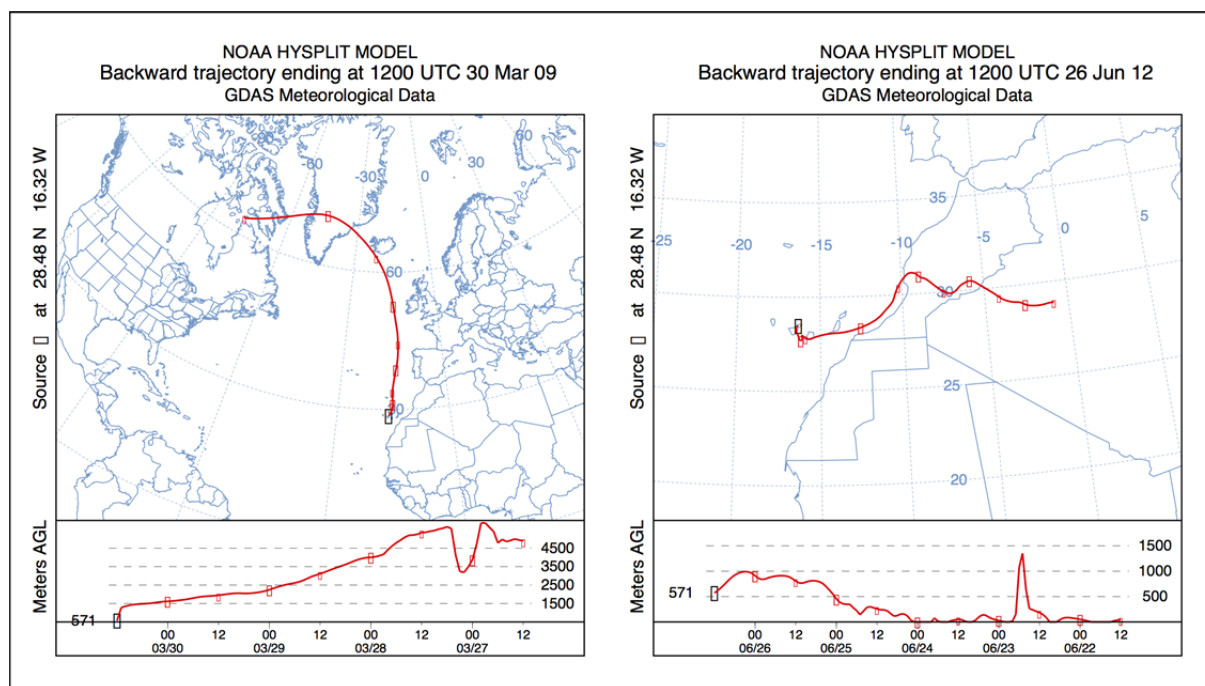 NOAA HYSPLIT MODEL
Backward trajectory ending at 1200 UTC 30 Mar 09
GDAS Meteorological Data
Source at 28.48 N 16.32 W
-30
0
30
60
-60
60
Meters AGL
571
4500
3500
2500
1500
00 12 00 12 00 12 00 12
03/30 03/29 03/28 03/27
NOAA HYSPLIT MODEL
Backward trajectory ending at 1200 UTC 26 Jun 12
GDAS Meteorological Data
Source at 28.48 N 16.32 W
-25
-20
-15
-10
-5
0
5
35
30
25
20
Meters AGL
571
1500
1000
500
00 12 00 12 00 12 00 12 00 12
06/26 06/25 06/24 06/23 06/22